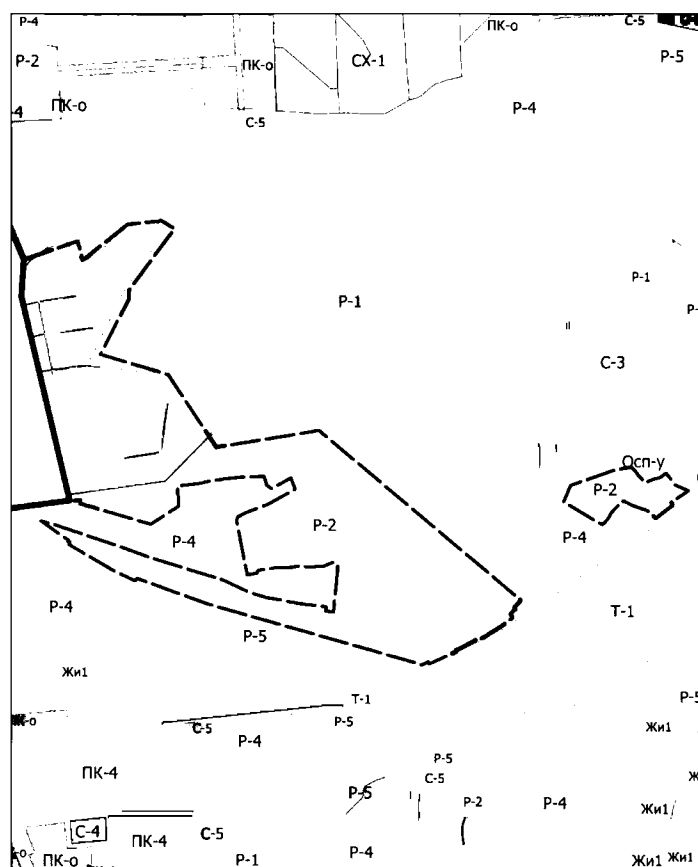 Р-4
ПК-о
С-5
Р-2
ПК-о
СХ-1
Р-5
ПК-о
Р-4
С-5
Р-1
Р-1
С-3
Осп-у
Р-2
Р-2
Р-4
Р-4
Р-4
Т-1
Р-5
Жи1
Т-1
Р-5
Р-5
С-5
Жи1
Р-4
Р-5
ПК-4
С-5
Р-5
Р-2
Р-4
Жи1
С-4
ПК-4
С-5
ПК-о
Р-1
Р-4
Жи1
Жи1